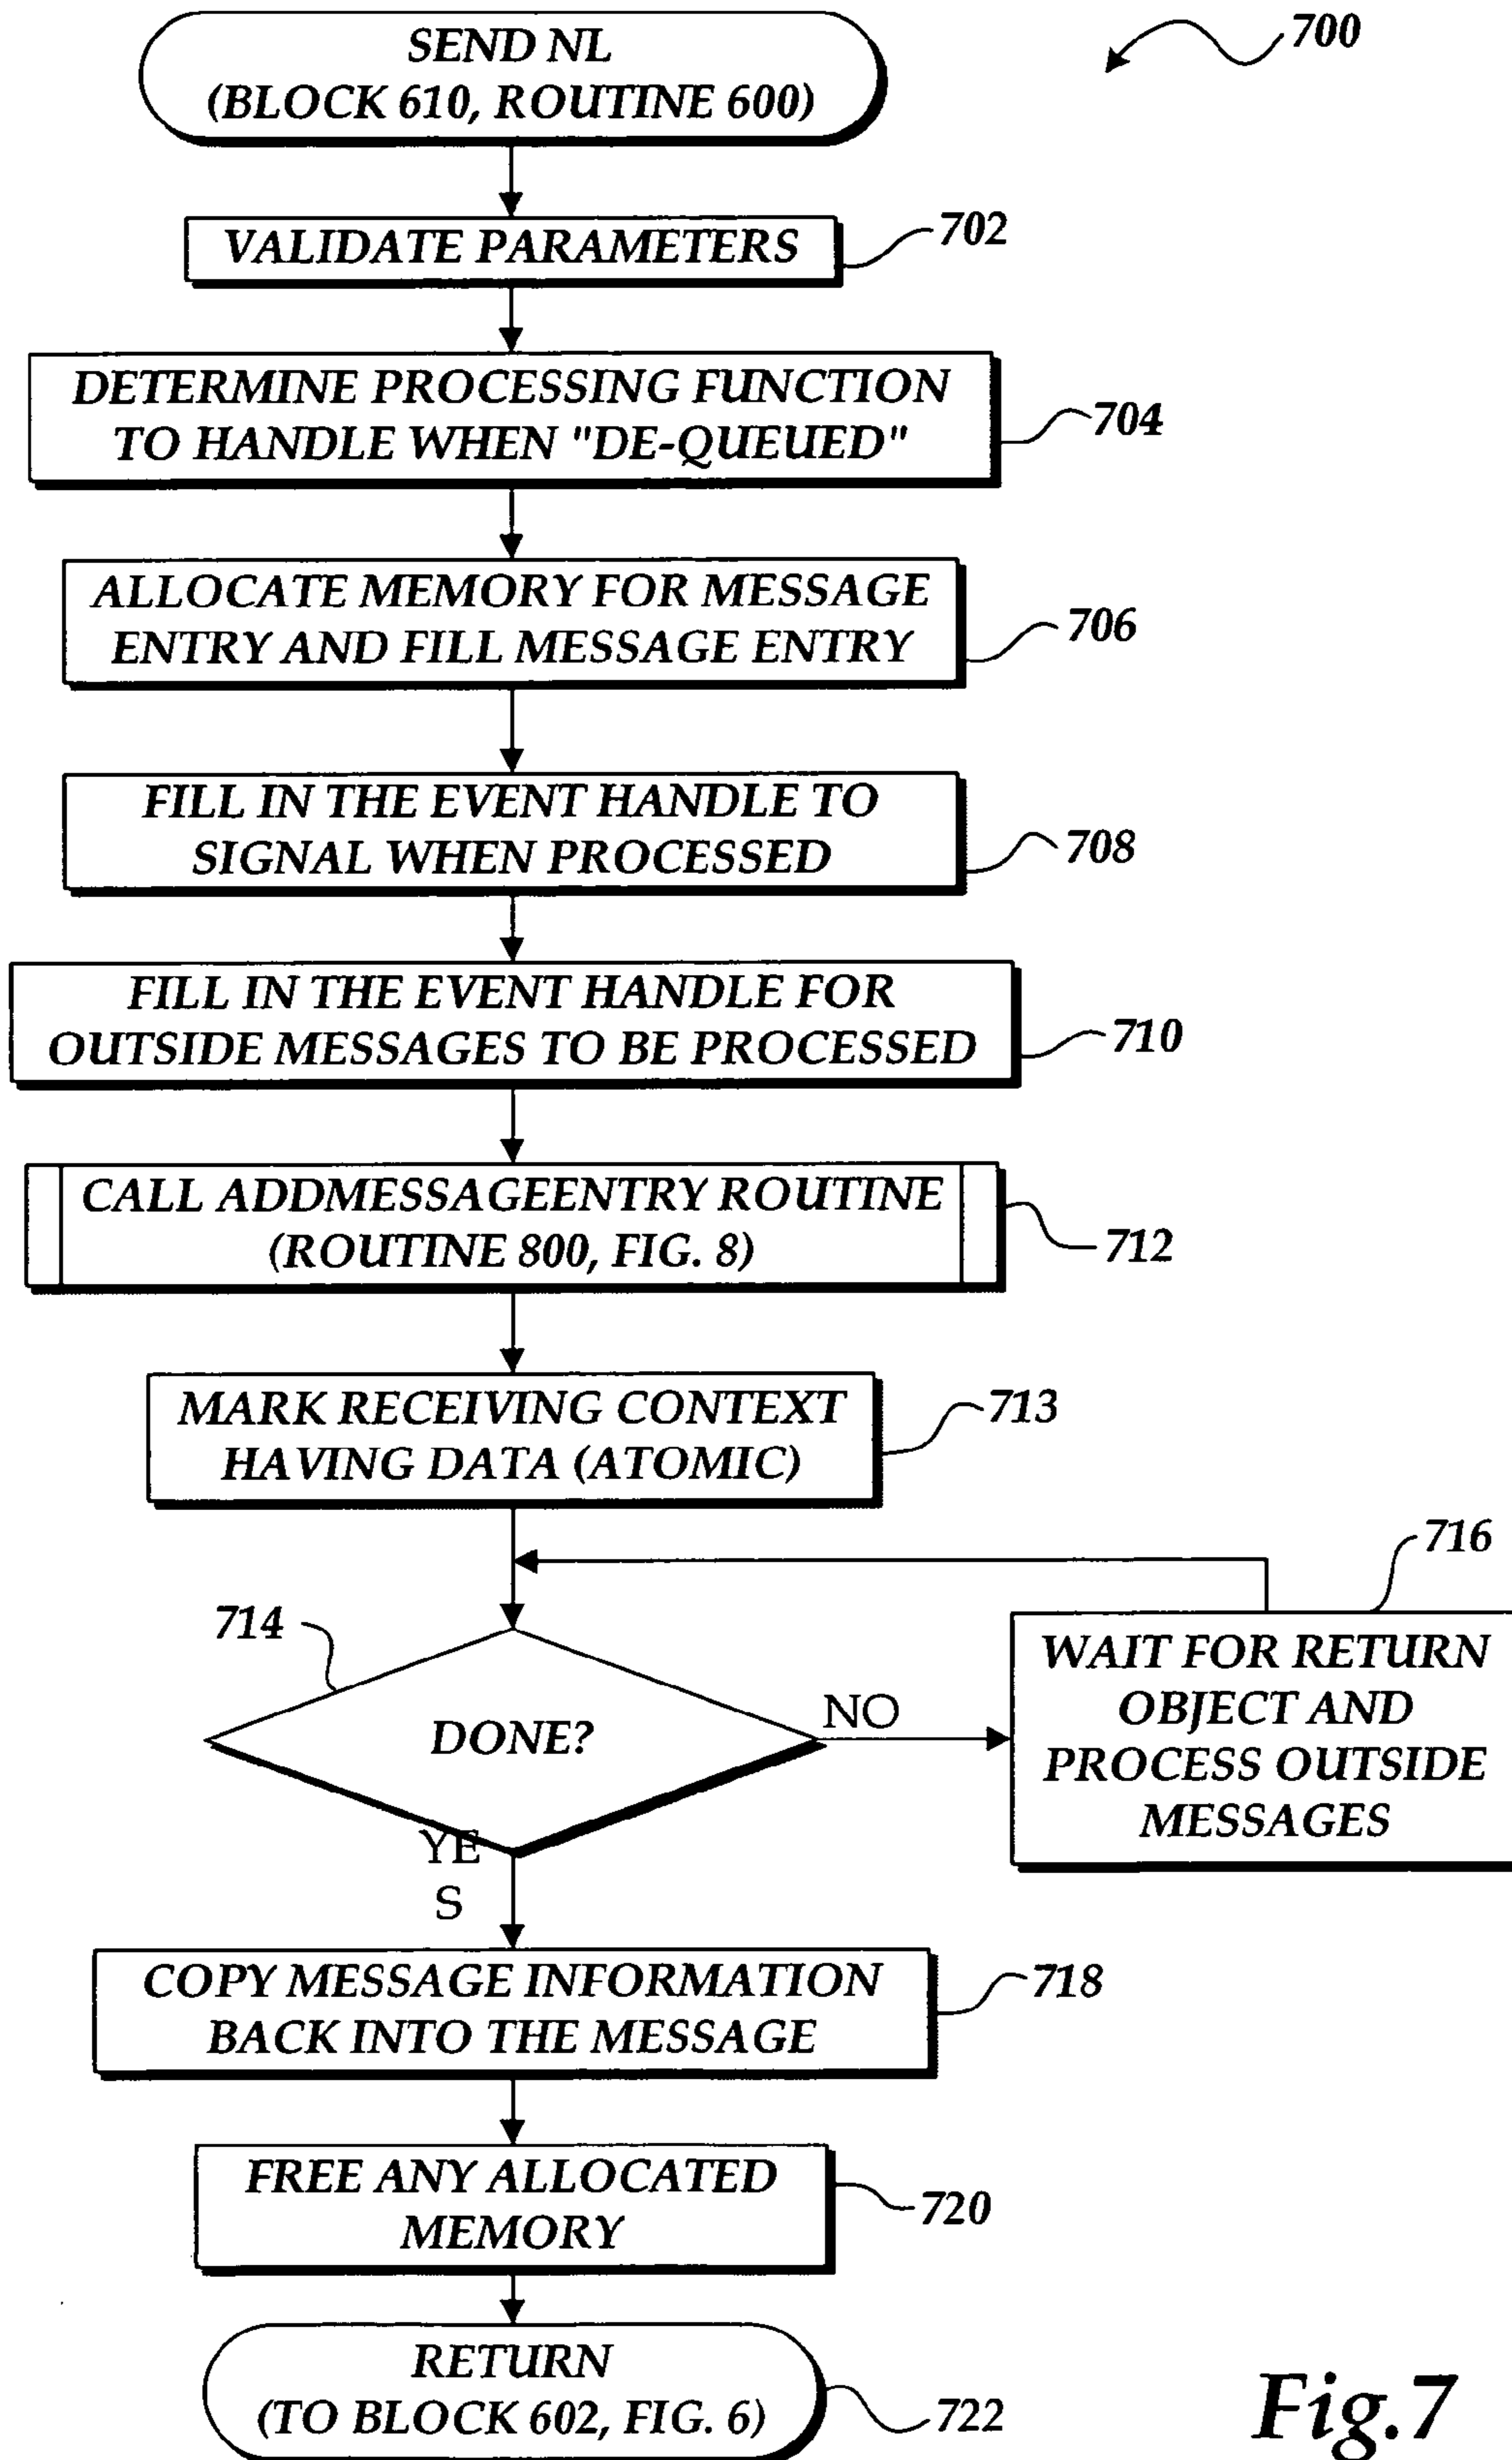 SEND NL
(BLOCK 610, ROUTINE 600)
700
VALIDATE PARAMETERS
702
DETERMINE PROCESSING FUNCTION
TO HANDLE WHEN "DE-QUEUED"
704
ALLOCATE MEMORY FOR MESSAGE
ENTRY AND FILL MESSAGE ENTRY
706
FILL IN THE EVENT HANDLE TO
SIGNAL WHEN PROCESSED
708
FILL IN THE EVENT HANDLE FOR
OUTSIDE MESSAGES TO BE PROCESSED
710
CALL ADDMESSAGEENTRY ROUTINE
(ROUTINE 800, FIG. 8)
712
MARK RECEIVING CONTEXT
HAVING DATA (ATOMIC)
713
714
DONE?
NO
716
WAIT FOR RETURN
OBJECT AND
PROCESS OUTSIDE
MESSAGES
YE
S
COPY MESSAGE INFORMATION
BACK INTO THE MESSAGE
718
FREE ANY ALLOCATED
MEMORY
720
RETURN
(TO BLOCK 602, FIG. 6)
722
Fig.7